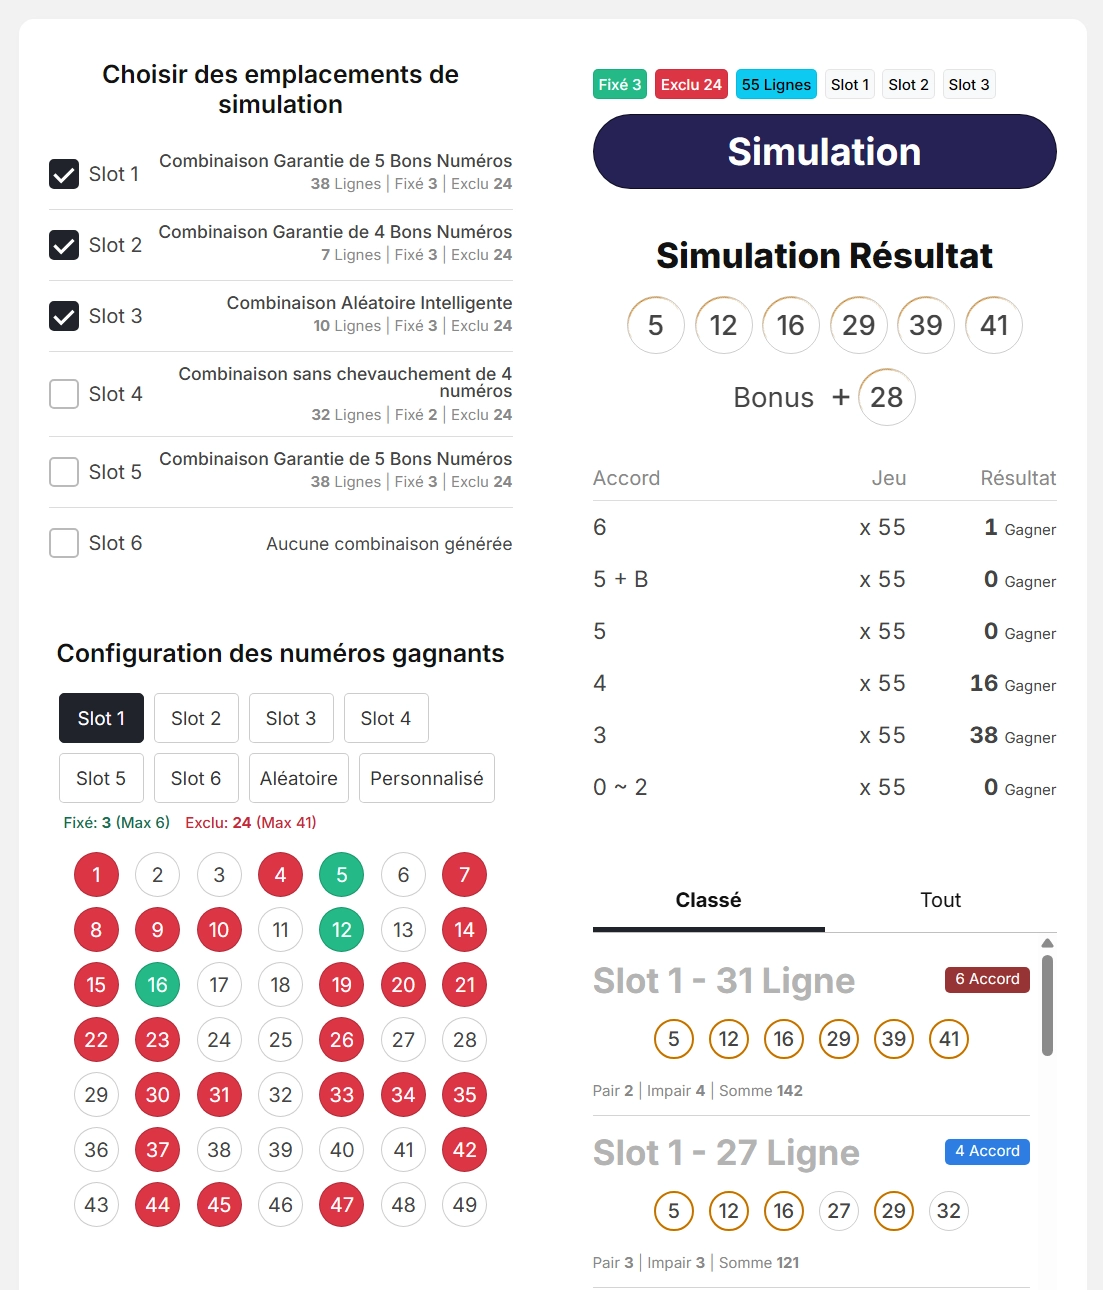 Choisir des emplacements de
simulation
Slot 1
Combinaison Garantie de 5 Bons Numéros
38 Lignes | Fixé 3 | Exclu 24
Slot 2
Combinaison Garantie de 4 Bons Numéros
7 Lignes | Fixé 3 | Exclu 24
Slot 3
Combinaison Aléatoire Intelligente
10 Lignes | Fixé 3 | Exclu 24
Slot 4
Combinaison sans chevauchement de 4
numéros
32 Lignes | Fixé 2 | Exclu 24
Slot 5
Combinaison Garantie de 5 Bons Numéros
38 Lignes | Fixé 3 | Exclu 24
Slot 6
Aucune combinaison générée
Configuration des numéros gagnants
Slot 1 Slot 2 Slot 3 Slot 4
Slot 5 Slot 6 Aléatoire Personnalisé
Fixé: 3 (Max 6) Exclu: 24 (Max 41)
1 2 3 4 5 6 7
8 9 10 11 12 13 14
15 16 17 18 19 20 21
22 23 24 25 26 27 28
29 30 31 32 33 34 35
36 37 38 39 40 41 42
43 44 45 46 47 48 49
Fixé 3 Exclu 24 55 Lignes Slot 1 Slot 2 Slot 3
Simulation
Simulation Résultat
5 12 16 29 39 41
Bonus + 28
Accord Jeu Résultat
6 x 55 1 Gagner
5 + B x 55 0 Gagner
5 x 55 0 Gagner
4 x 55 16 Gagner
3 x 55 38 Gagner
0 ~ 2 x 55 0 Gagner
Classé Tout
Slot 1 - 31 Ligne 6 Accord
5 12 16 29 39 41
Pair 2 | Impair 4 | Somme 142
Slot 1 - 27 Ligne 4 Accord
5 12 16 27 29 32
Pair 3 | Impair 3 | Somme 121